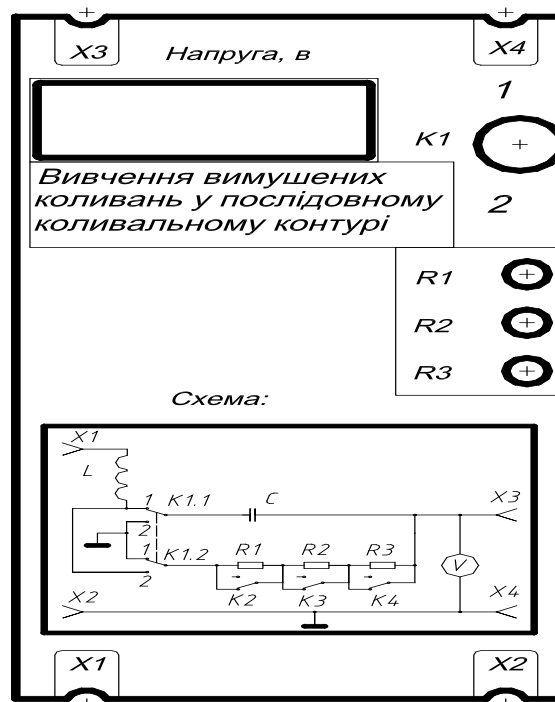 X3 Напруга, в X4
1
K1
Вивчення вимушених
коливань у послідовному 2
коливальному контурі
R1
R2
R3
Схема:
X1
L
1 K1.1 C X3
2
1 K1.2 R1 R2 R3
V
2
X2 K2 K3 K4 X4
X1 X2